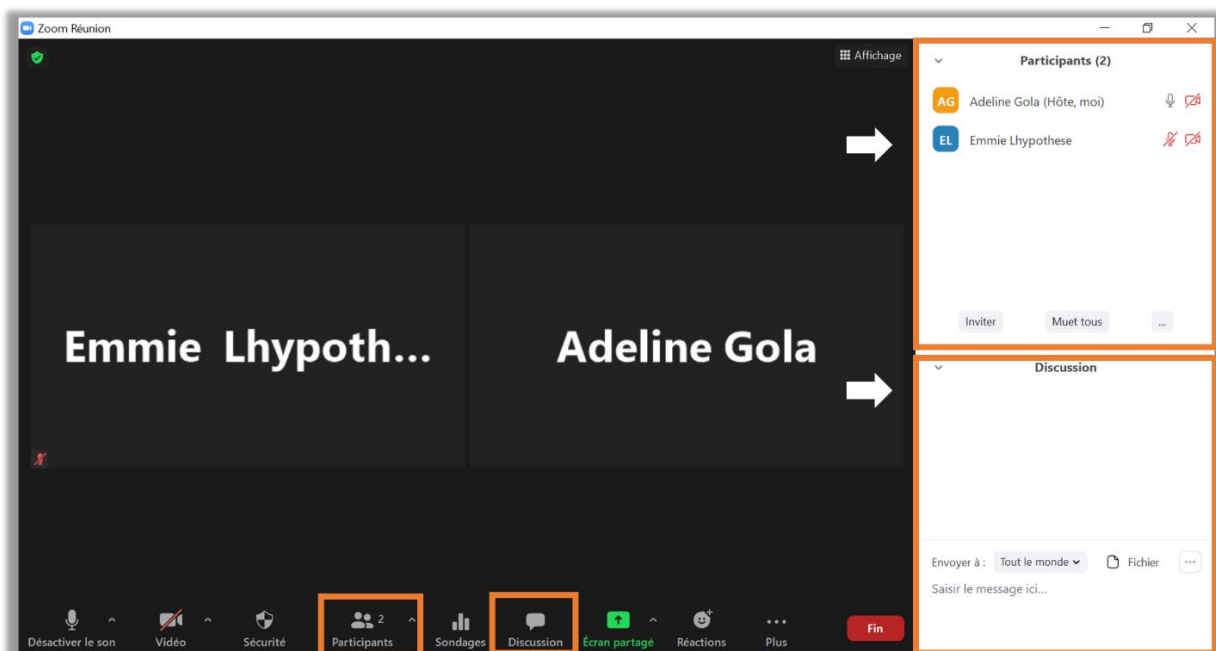 Zoom Réunion
Affichage
Participants (2)
AG Adeline Gola (Hôte, moi)
EL Emmie Lhypothese
Emmie Lhypoth...
Adeline Gola
Inviter Muet tous ...
Discussion
Envoyer à : Tout le monde Fichier ...
Saisir le message ici...
Désactiver le son Vidéo Sécurité Participants 2 Sondages Discussion Écran partagé Réactions Plus Fin